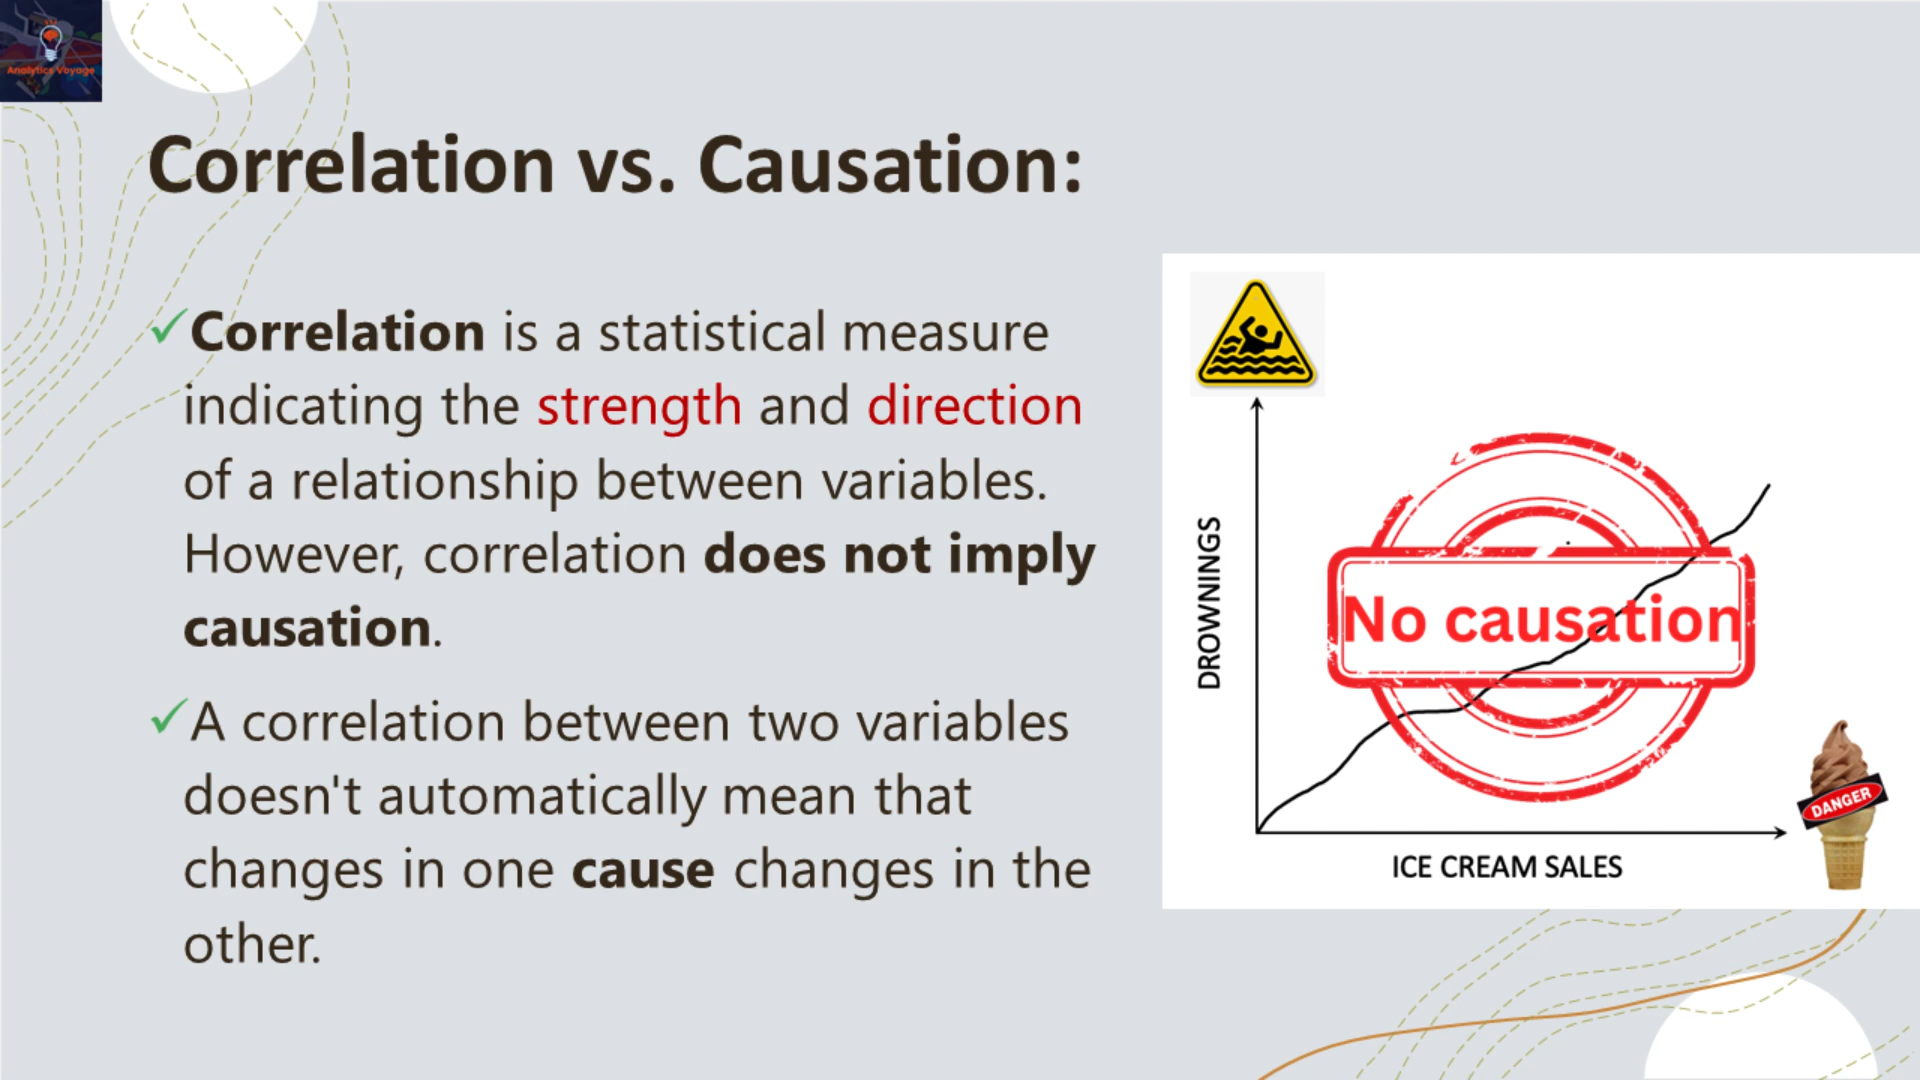 Analytics Voyage
Correlation vs. Causation:
✓Correlation is a statistical measure
indicating the strength and direction
of a relationship between variables.
However, correlation does not imply
causation.
✓A correlation between two variables
doesn't automatically mean that
changes in one cause changes in the
other.
DROWNINGS
No causation
DANGER
ICE CREAM SALES